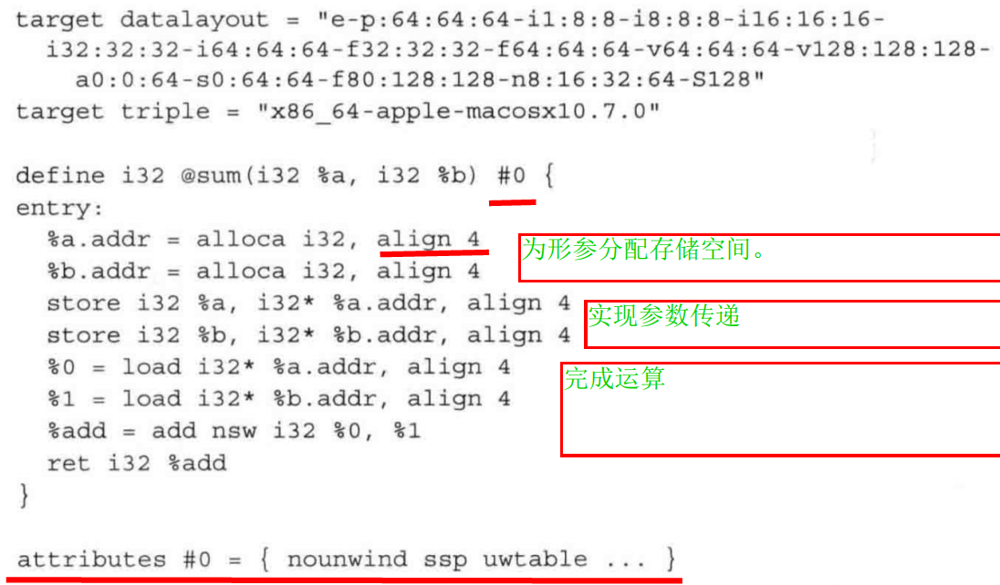 target datalayout = "e-p:64:64:64-i1:8:8-i8:8:8-i16:16:16-
i32:32:32-i64:64:64-f32:32:32-f64:64:64-v64:64:64-v128:128:128-
a0:0:64-s0:64:64-f80:128:128-n8:16:32:64-S128"
target triple = "x86_64-apple-macosx10.7.0"
define i32 @sum(i32 %a, i32 %b) #0 {
entry:
%a.addr = alloca i32, align 4
为形参分配存储空间。
%b.addr = alloca i32, align 4
store i32 %a, i32* %a.addr, align 4
实现参数传递
store i32 %b, i32* %b.addr, align 4
%0 = load i32* %a.addr, align 4
完成运算
%1 = load i32* %b.addr, align 4
%add = add nsw i32 %0, %1
ret i32 %add
}
attributes #0 = { nounwind ssp uwtable ... }